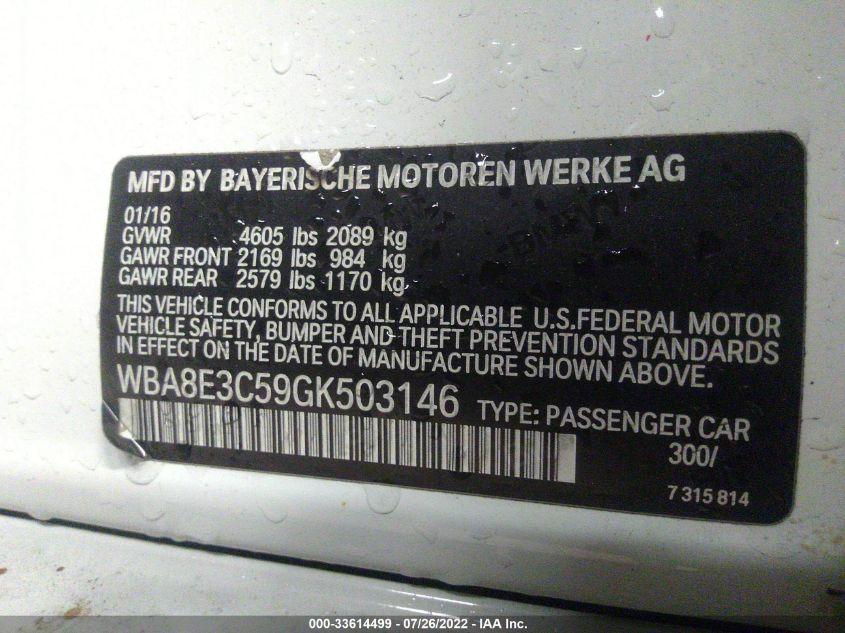 MFD BY BAYERISCHE MOTOREN WERKE AG
01/16
GVWR 4605 lbs 2089 kg
GAWR FRONT 2169 lbs 984 kg
GAWR REAR 2579 lbs 1170 kg
THIS VEHICLE CONFORMS TO ALL APPLICABLE U.S.FEDERAL MOTOR
VEHICLE SAFETY, BUMPER AND THEFT PREVENTION STANDARDS
IN EFFECT ON THE DATE OF MANUFACTURE SHOWN ABOVE.
WBA8E3C59GK503146 TYPE: PASSENGER CAR
300/
7 315 814
000-33614499 - 07/26/2022 - IAA Inc.